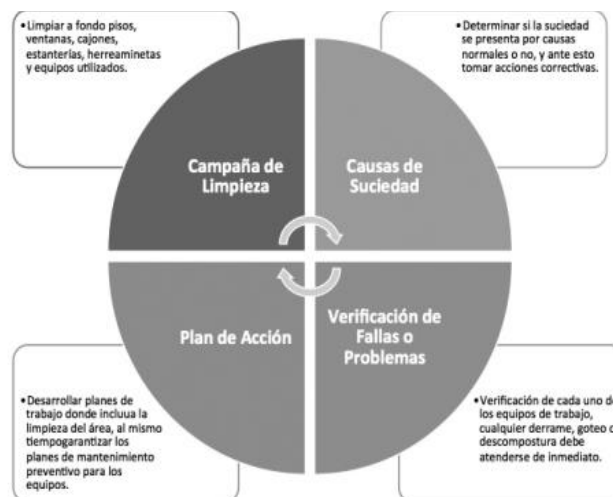 •Limpiar a fondo pisos,
ventanas, cajones,
estanterías, herreaminetas
y equipos utilizados.
•Determinar si la suciedad
se presenta por causas
normales o no, y ante esto
tomar acciones correctivas.
Campaña de
Limpieza
Causas de
Suciedad
Plan de Acción
Verificación de
Fallas o
Problemas
•Desarrollar planes de
trabajo donde incluua la
limpieza del área, al mismo
tiempogarantizar los
planes de mantenimiento
preventivo para los
equipos.
•Verificación de cada uno de
los equipos de trabajo,
cualquier derrame, goteo o
descompostura debe
atenderse de inmediato.